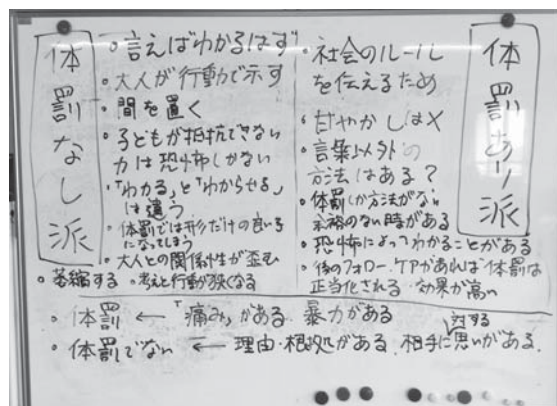 体罰なし派
・言えばわかるはず
・大人が行動で示す
・間を置く
・子どもが抵抗できない
力は恐怖しかない
・「わかる」と「わからせる」
は違う
・体罰では形だけの良い子
になってしまう
・大人との関係性が歪む
・萎縮する ・考えと行動が狭くなる
体罰あり派
・社会のルール
を伝えるため
・甘やかしは×
・言葉以外の
方法はある?
・体罰しか方法がない
余裕のない時がある
・恐怖によってわかることがある
・後のフォロー・ケアがあれば体罰は
正当化される・効果が高い
・体罰 ← 「痛み」がある 暴力がある
・体罰でない ← 理由・根拠がある、相手に対する思いがある。